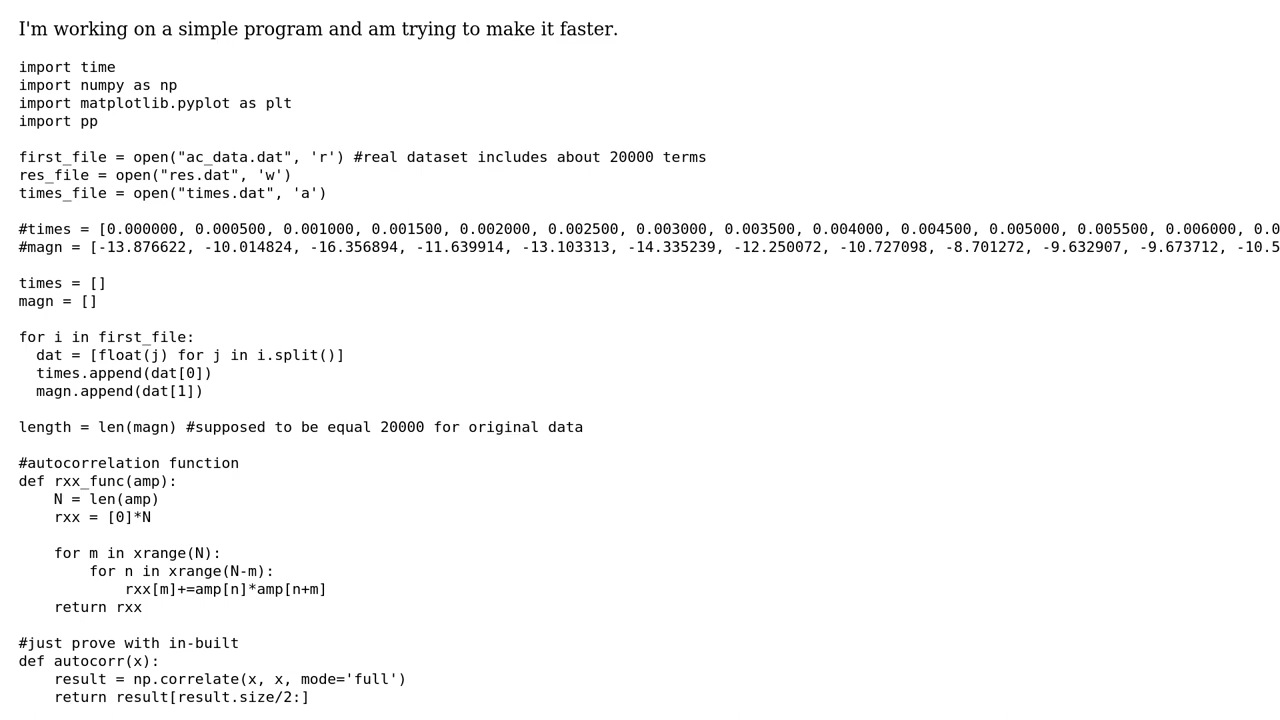 I'm working on a simple program and am trying to make it faster.
import time
import numpy as np
import matplotlib.pyplot as plt
import pp
first_file = open("ac_data.dat", 'r') #real dataset includes about 20000 terms
res_file = open("res.dat", 'w')
times_file = open("times.dat", 'a')
#times = [0.000000, 0.000500, 0.001000, 0.001500, 0.002000, 0.002500, 0.003000, 0.003500, 0.004000, 0.004500, 0.005000, 0.005500, 0.006000, 0.0
#magn = [-13.876622, -10.014824, -16.356894, -11.639914, -13.103313, -14.335239, -12.250072, -10.727098, -8.701272, -9.632907, -9.673712, -10.5
times = []
magn = []
for i in first_file:
  dat = [float(j) for j in i.split()]
  times.append(dat[0])
  magn.append(dat[1])
length = len(magn) #supposed to be equal 20000 for original data
#autocorrelation function
def rxx_func(amp):
    N = len(amp)
    rxx = [0]*N
    for m in xrange(N):
        for n in xrange(N-m):
            rxx[m]+=amp[n]*amp[n+m]
    return rxx
#just prove with in-built
def autocorr(x):
    result = np.correlate(x, x, mode='full')
    return result[result.size/2:]